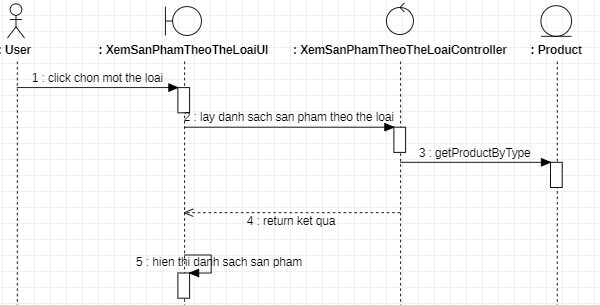 : User
: XemSanPhamTheoTheLoaiUI
: XemSanPhamTheoTheLoaiController
: Product
1 : click chon mot the loai
2 : lay danh sach san pham theo the loai
3 : getProductByType
4 : return ket qua
5 : hien thi danh sach san pham